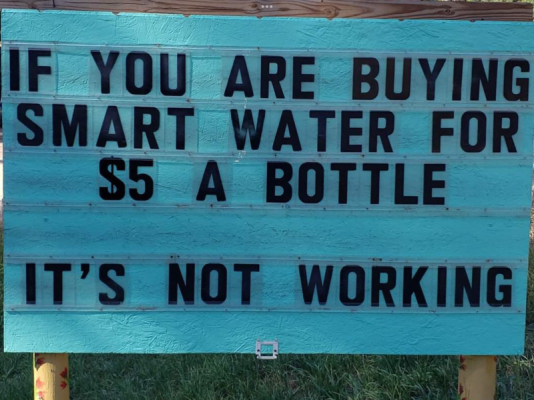 IF YOU ARE BUYING
SMART WATER FOR
$5 A BOTTLE
IT'S NOT WORKING